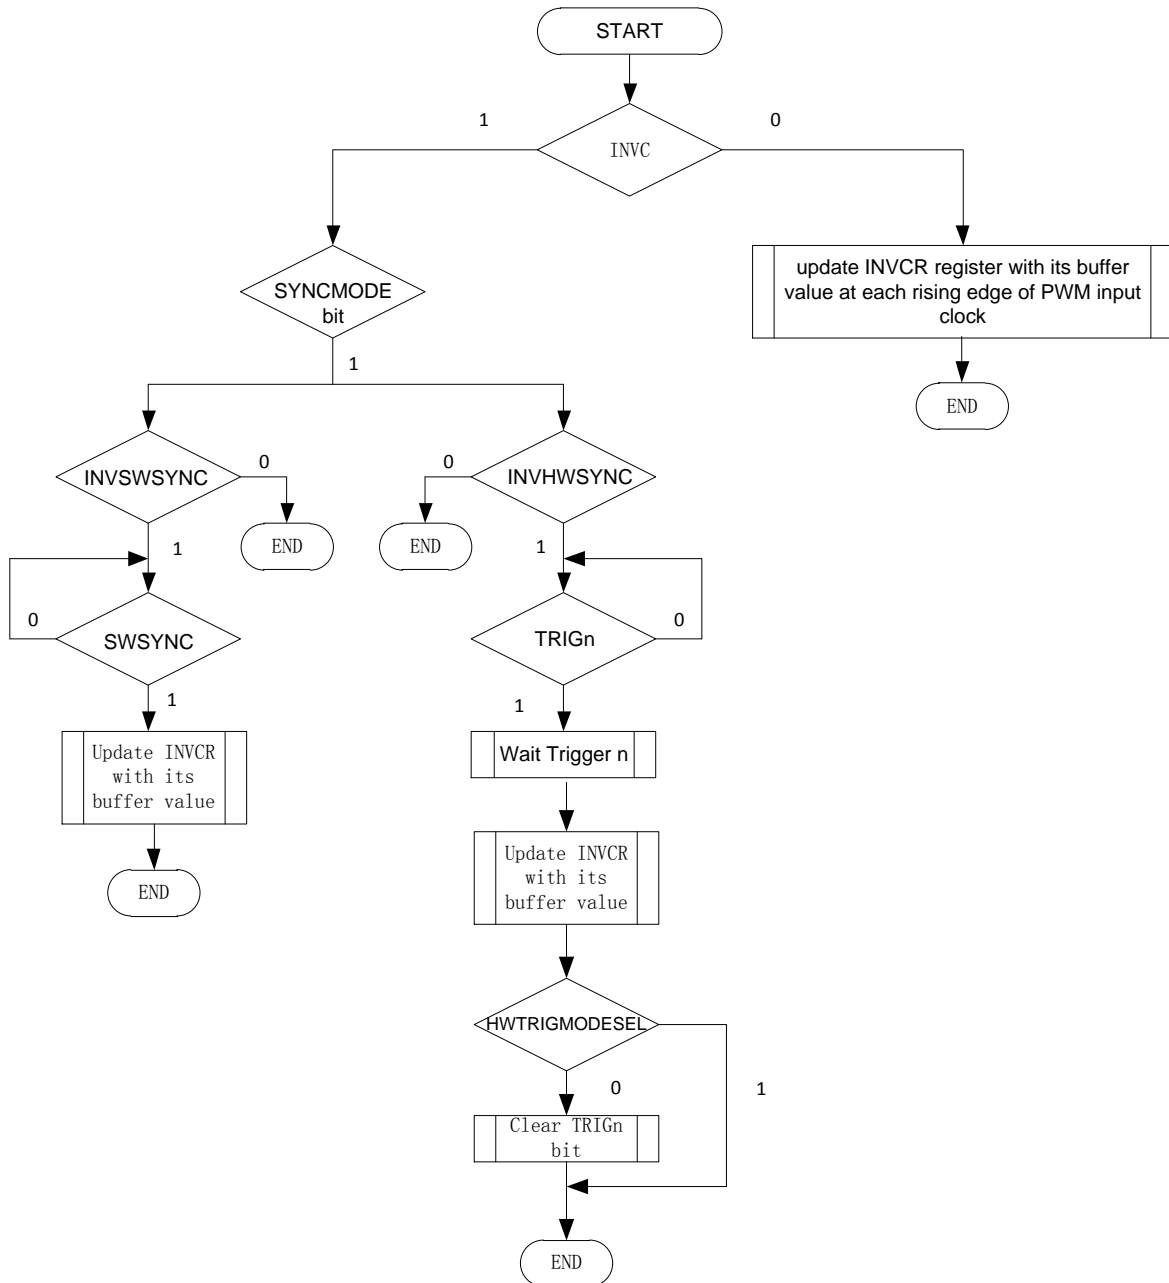 START
1
0
INVC
SYNCMODE
bit
update INVCR register with its buffer
value at each rising edge of PWM input
clock
1
END
INVSWSYNC
0
0
INVHWSYNC
END
END
1
1
0
SWSYNC
TRIGn
0
1
1
Update INVCR
with its
buffer value
Wait Trigger n
END
Update INVCR
with its
buffer value
HWTRIGMODESEL
0
1
Clear TRIGn
bit
END